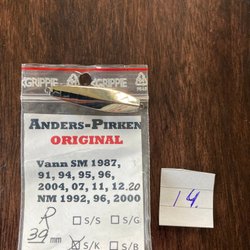 KGRIPPIE
GRIPPIE
ANDERS-PIRKEN
ORIGINAL
Vann SM 1987,
91, 94, 95, 96,
2004, 07, 11, 12.20
NM 1992, 96, 2000
S/S
S/G
39 mm
S/K
S/B
14.